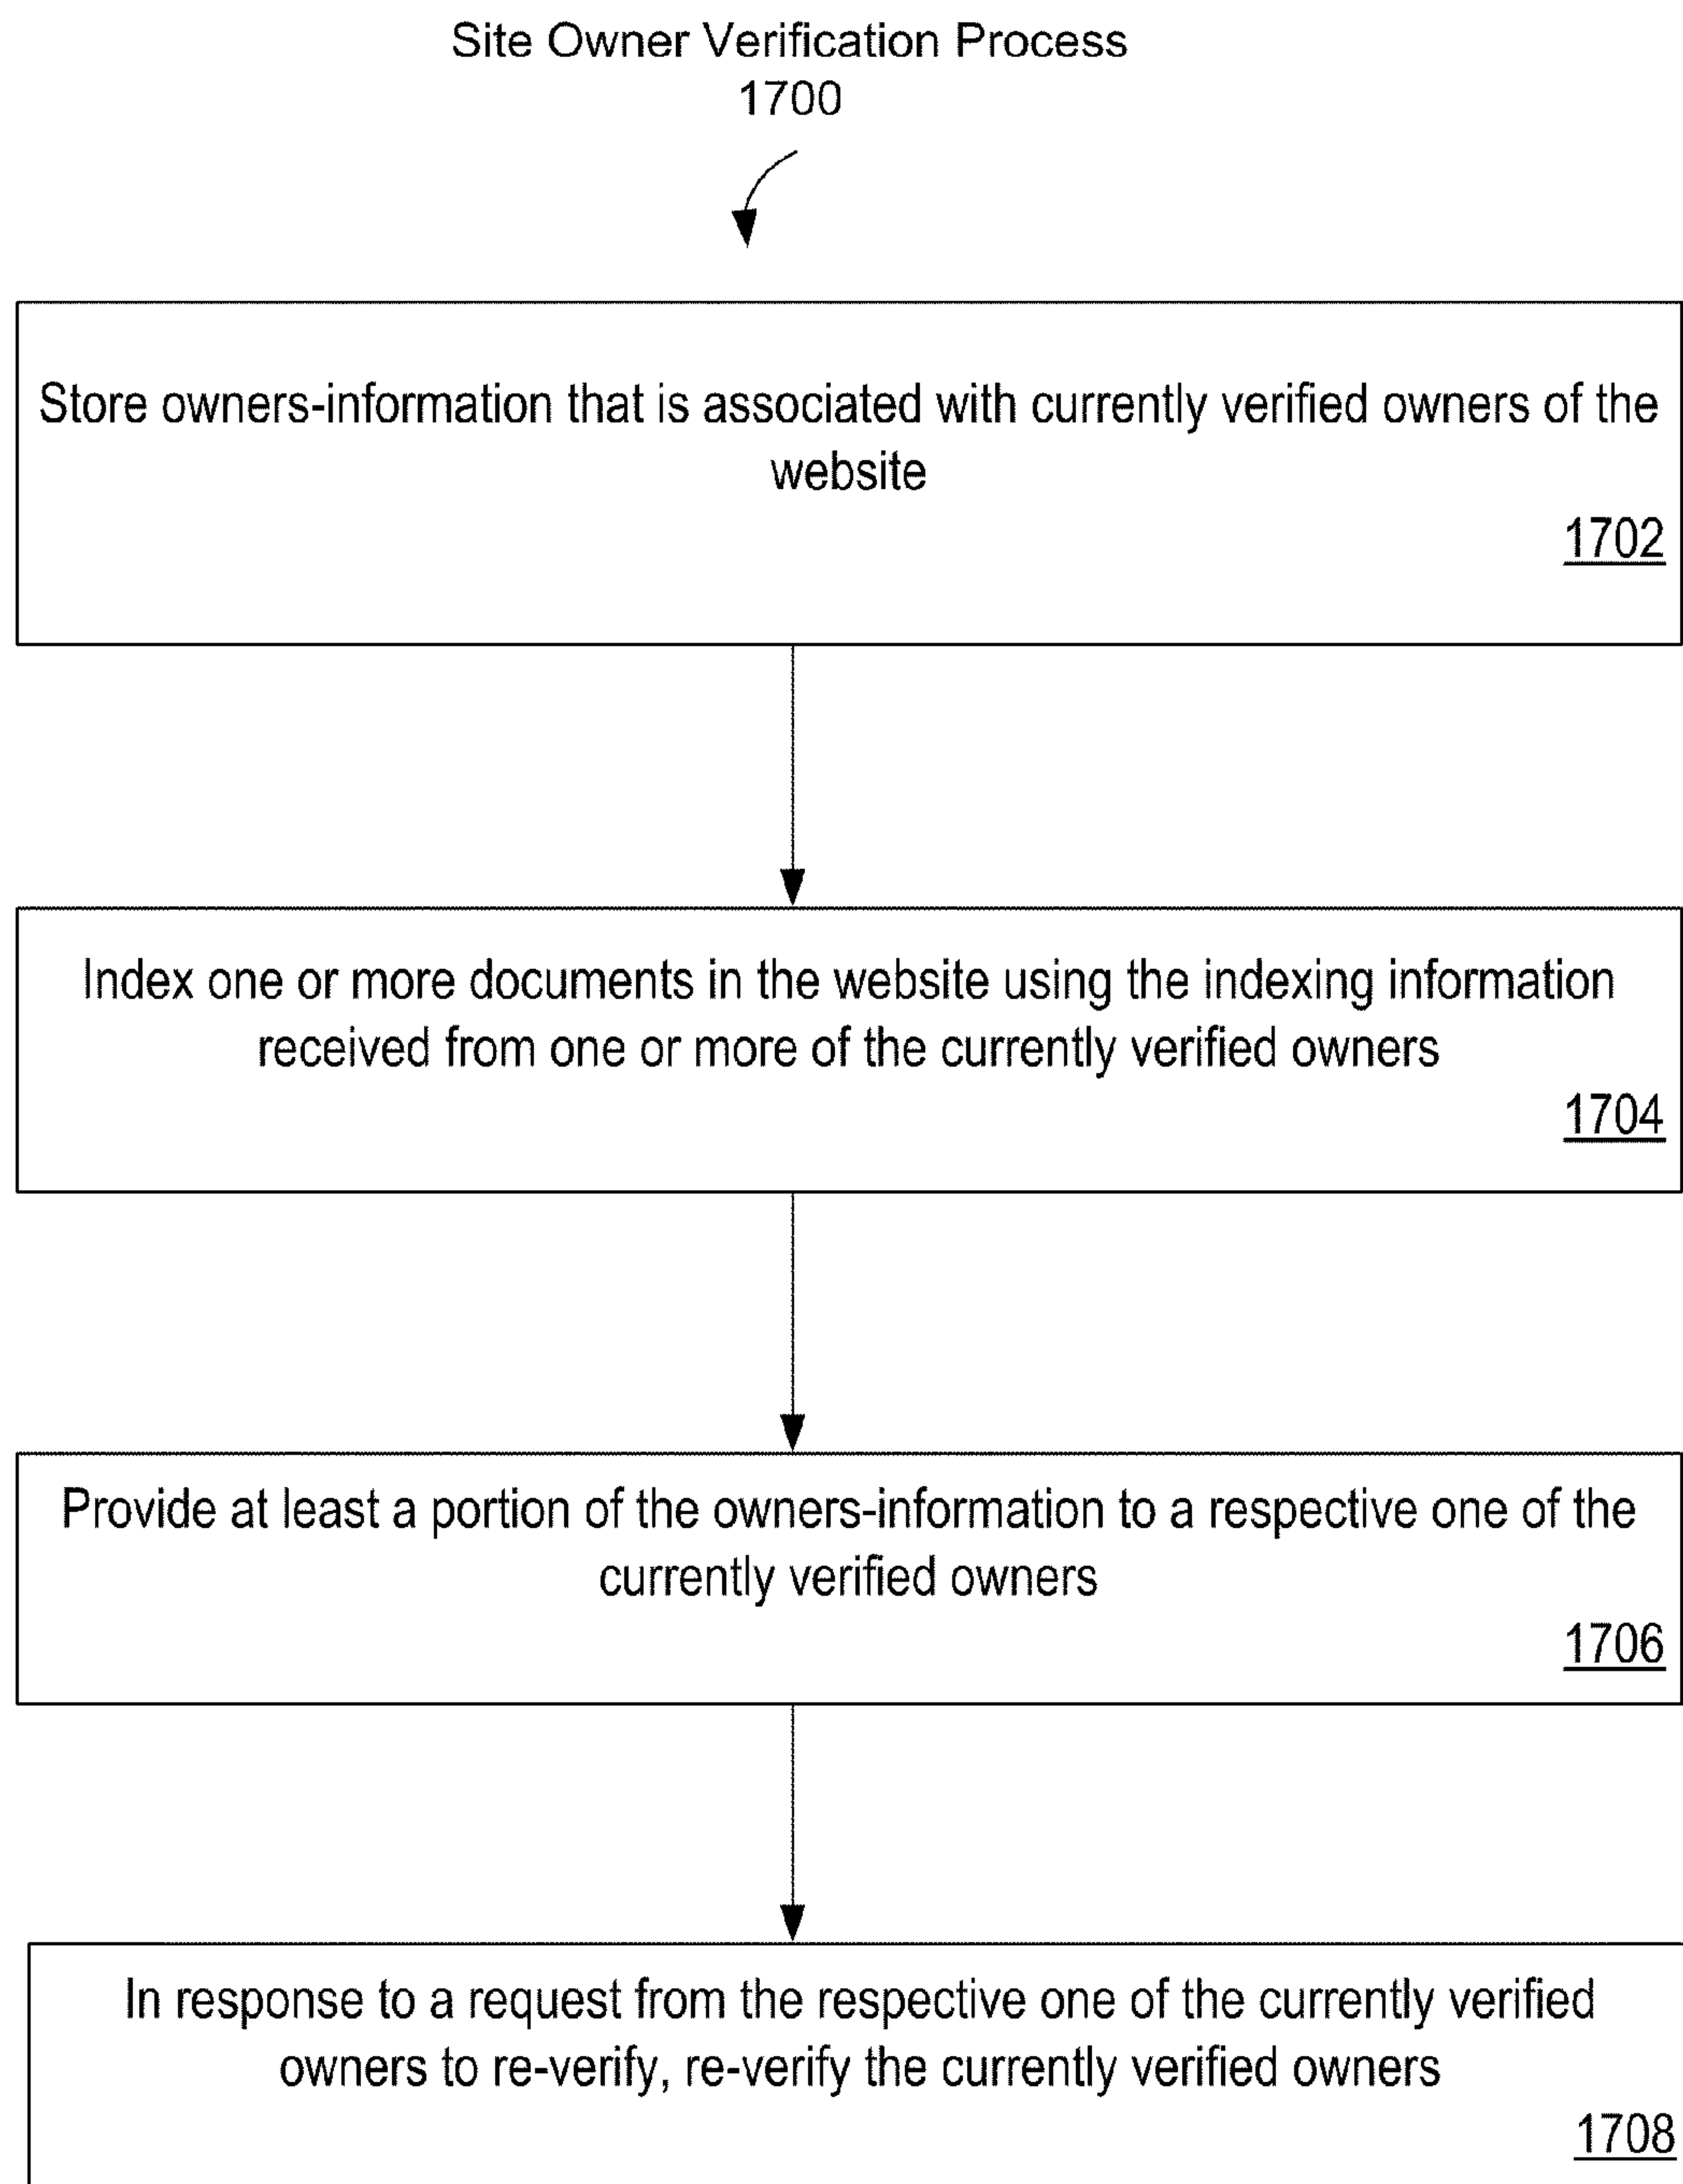 Site Owner Verification Process
1700
Store owners-information that is associated with currently verified owners of the
website
1702
Index one or more documents in the website using the indexing information
received from one or more of the currently verified owners
1704
Provide at least a portion of the owners-information to a respective one of the
currently verified owners
1706
In response to a request from the respective one of the currently verified
owners to re-verify, re-verify the currently verified owners
1708